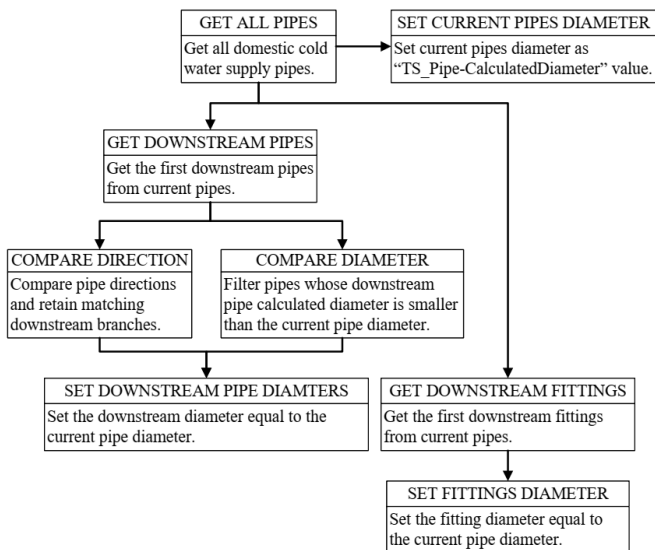 GET ALL PIPES
Get all domestic cold
water supply pipes.
SET CURRENT PIPES DIAMETER
Set current pipes diameter as
“TS_Pipe-CalculatedDiameter” value.
GET DOWNSTREAM PIPES
Get the first downstream pipes
from current pipes.
COMPARE DIRECTION
Compare pipe directions
and retain matching
downstream branches.
COMPARE DIAMETER
Filter pipes whose downstream
pipe calculated diameter is smaller
than the current pipe diameter.
SET DOWNSTREAM PIPE DIAMTERS
Set the downstream diameter equal to the
current pipe diameter.
GET DOWNSTREAM FITTINGS
Get the first downstream fittings
from current pipes.
SET FITTINGS DIAMETER
Set the fitting diameter equal to
the current pipe diameter.